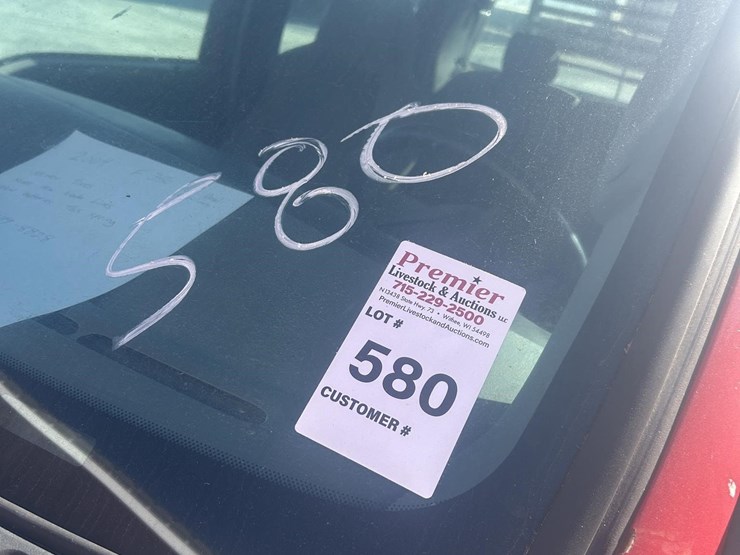 580
Premier
Livestock & Auctions LLC
715-229-2500
N13438 State Hwy. 73 • Withee, WI 54498
PremierLivestockandAuctions.com
LOT #
580
CUSTOMER #